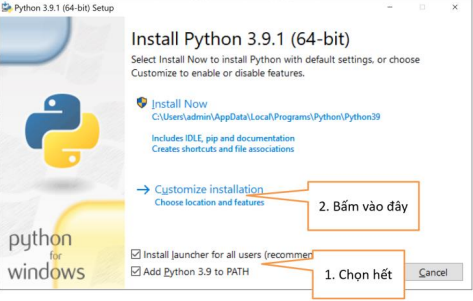 Python 3.9.1 (64-bit) Setup
Install Python 3.9.1 (64-bit)
Select Install Now to install Python with default settings, or choose
Customize to enable or disable features.
Install Now
C:\Users\admin\AppData\Local\Programs\Python\Python39
Includes IDLE, pip and documentation
Creates shortcuts and file associations
→ Customize installation
Choose location and features
2. Bấm vào đây
python
for
windows
Install launcher for all users (recommen
Add Python 3.9 to PATH
1. Chọn hết
Cancel